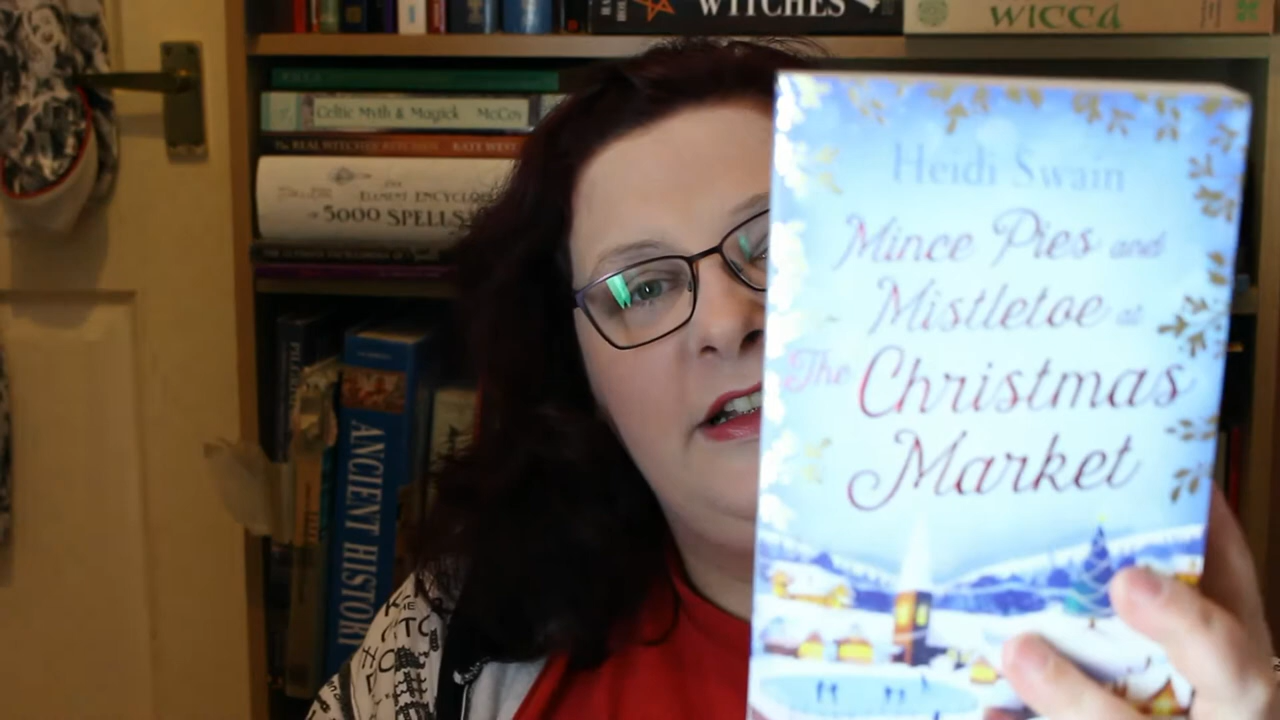 WITCHES
WICCA
Celtic Myth & Magick McCoy
The REAL WITCHES' KITCHEN KATE WEST
5000 SPELLS
ANCIENT HISTORY
Heidi Swain
Mince Pies and
Mistletoe at
The Christmas
Market